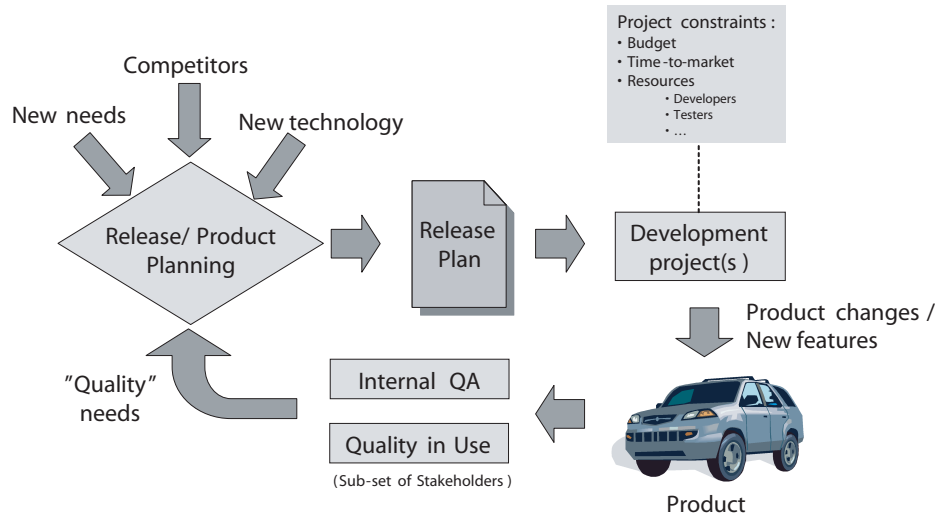 Project constraints :
• Budget
• Time-to-market
• Resources
• Developers
• Testers
• ...
Competitors
New needs
New technology
Release/ Product
Planning
Release
Plan
Development
project(s )
Product changes /
New features
"Quality"
needs
Internal QA
Quality in Use
(Sub-set of Stakeholders )
Product